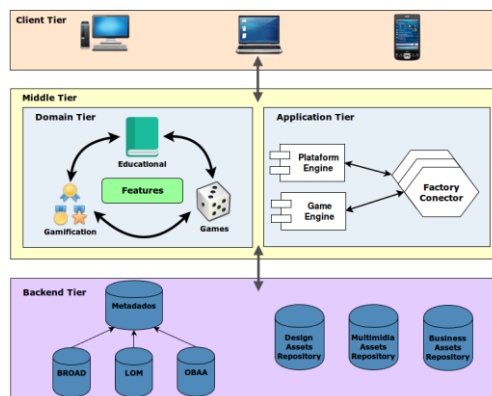 Client Tier
Middle Tier
Domain Tier
Educational
Features
Gamification
Games
Application Tier
Plataform
Engine
Game
Engine
Factory
Conector
Backend Tier
Metadados
BROAD
LOM
OBAA
Design
Assets
Repository
Multimidia
Assets
Repository
Business
Assets
Repository